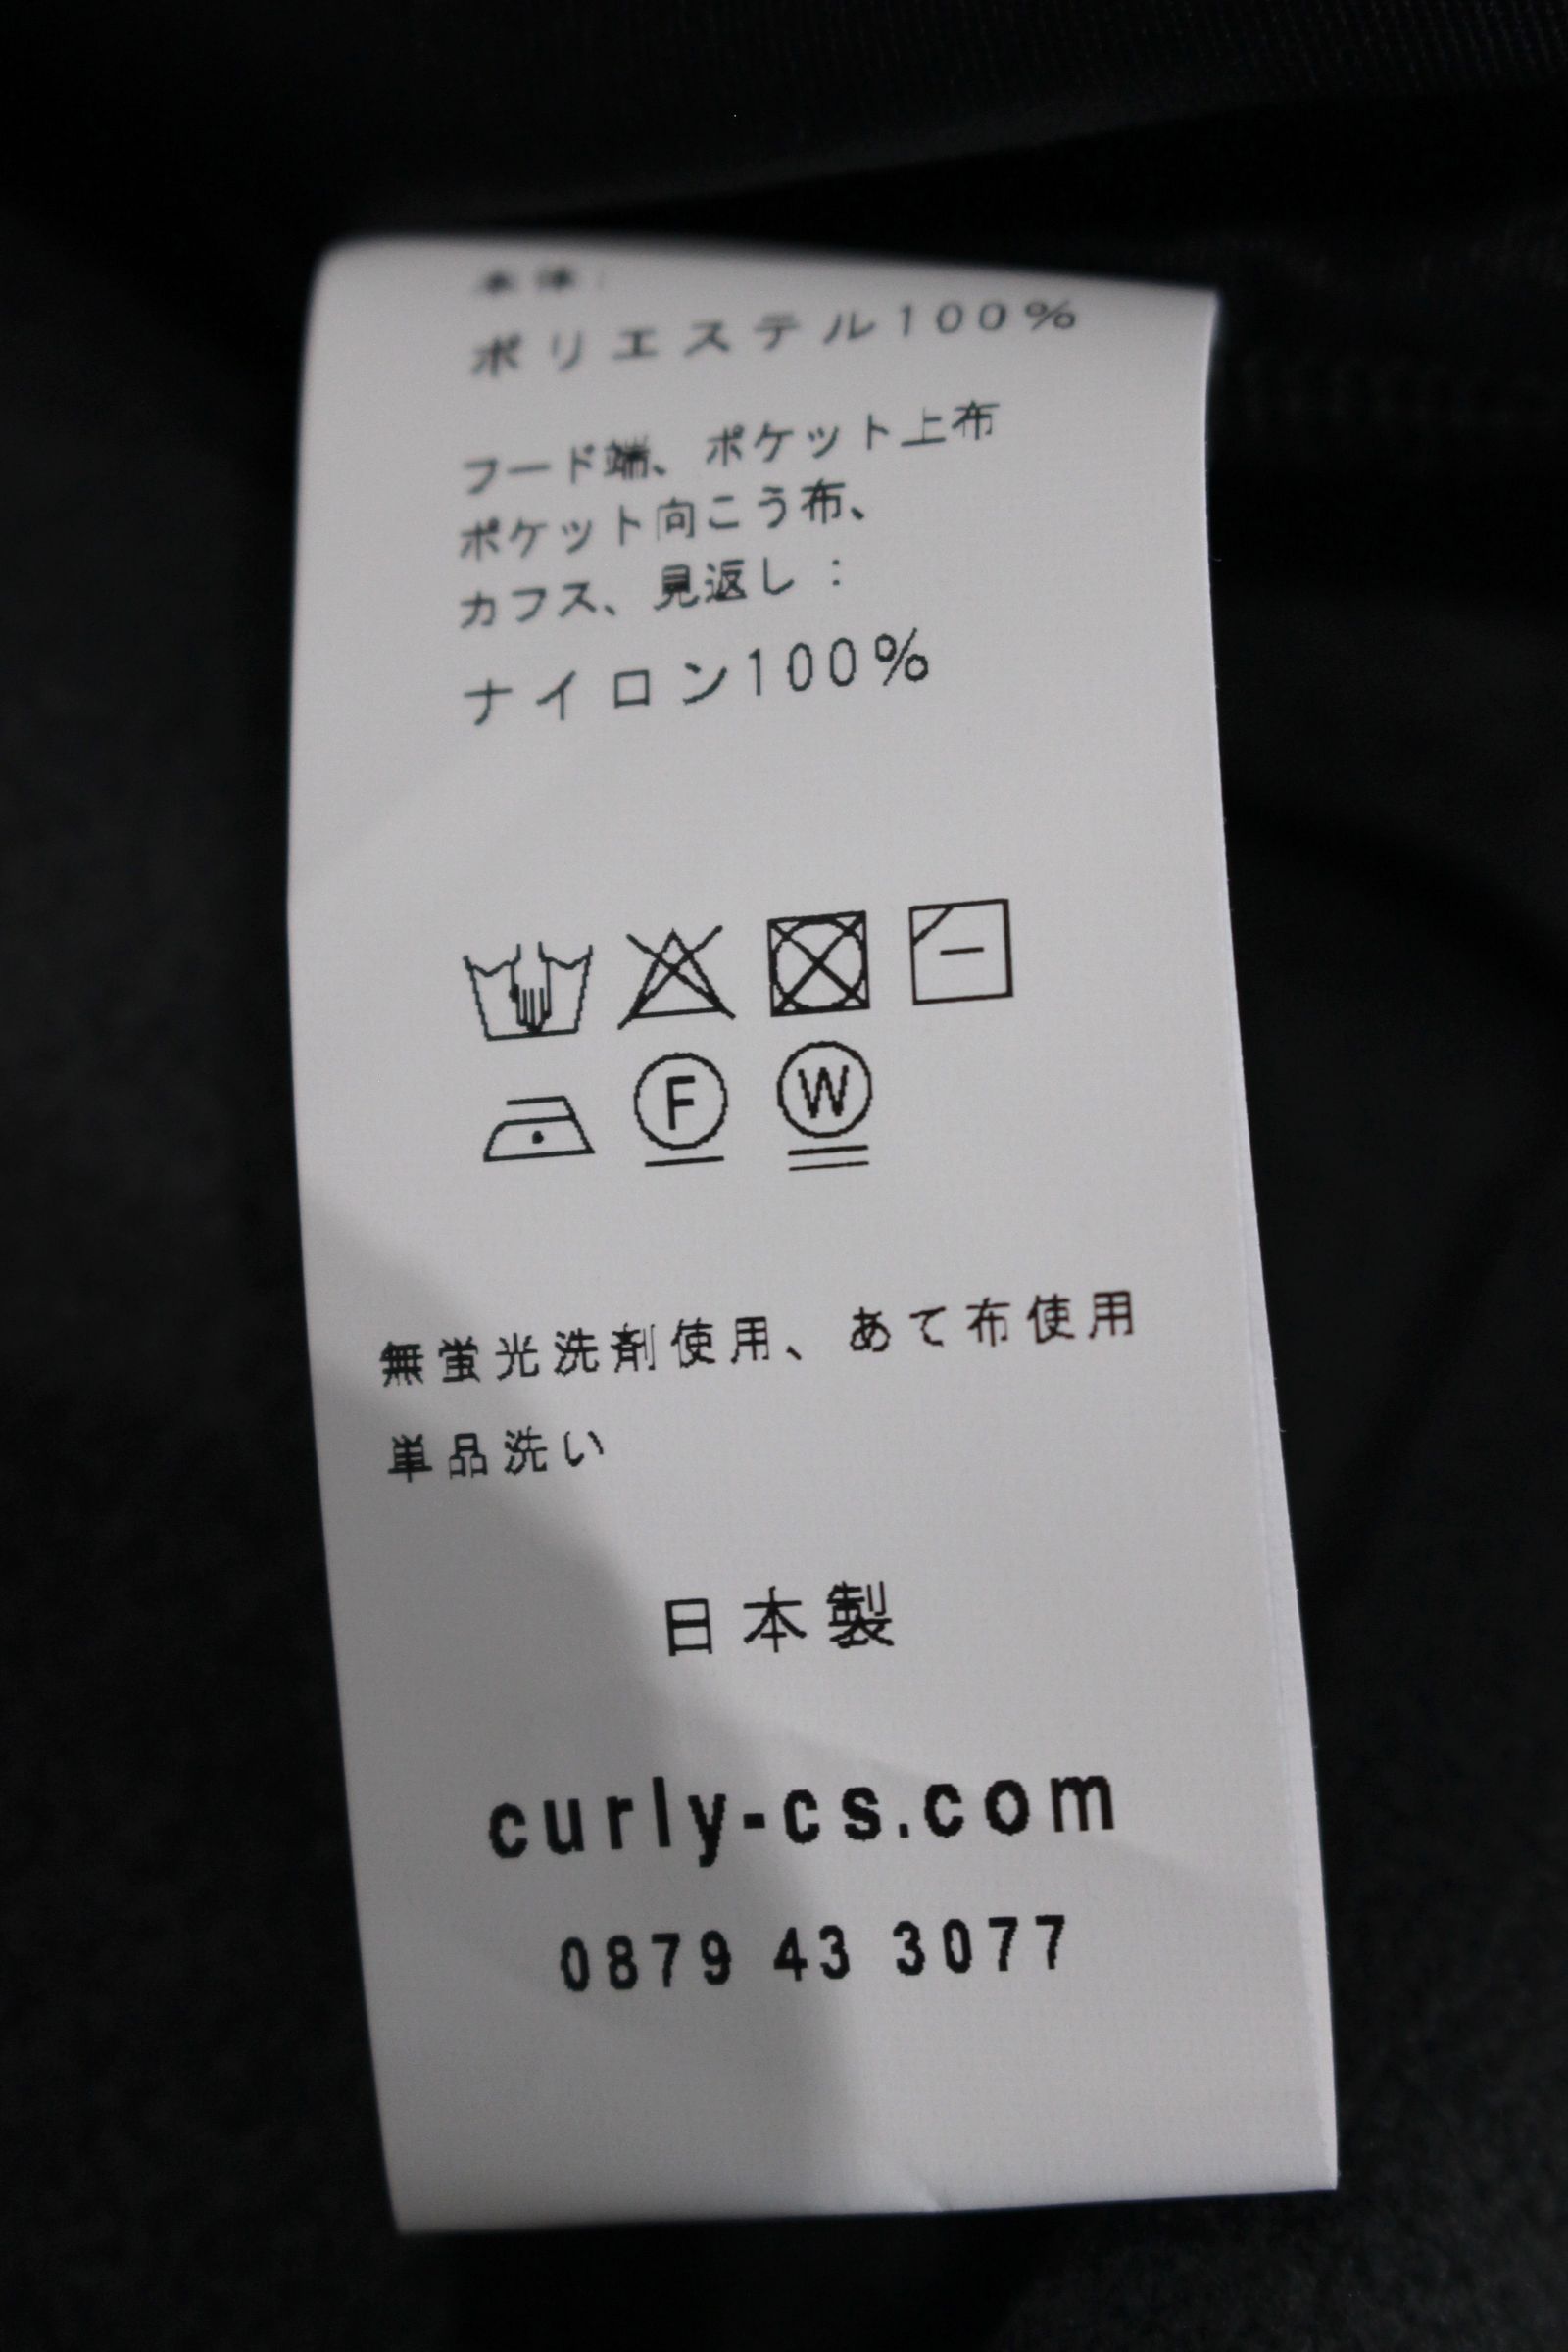 本体:
ポリエステル100%
フード端、ポケット上布
ポケット向こう布、
カフス、見返し:
ナイロン100%
F W
無蛍光洗剤使用、あて布使用
単品洗い
日本製
curly-cs.com
0879 43 3077